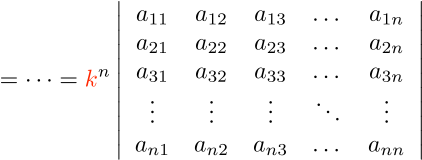 a₁₁ a₁₂ a₁₃ … a₁ₙ
a₂₁ a₂₂ a₂₃ … a₂ₙ
= ⋯ = kⁿ | a₃₁ a₃₂ a₃₃ … a₃ₙ |
⋮ ⋮ ⋮ ⋱ ⋮
aₙ₁ aₙ₂ aₙ₃ … aₙₙ